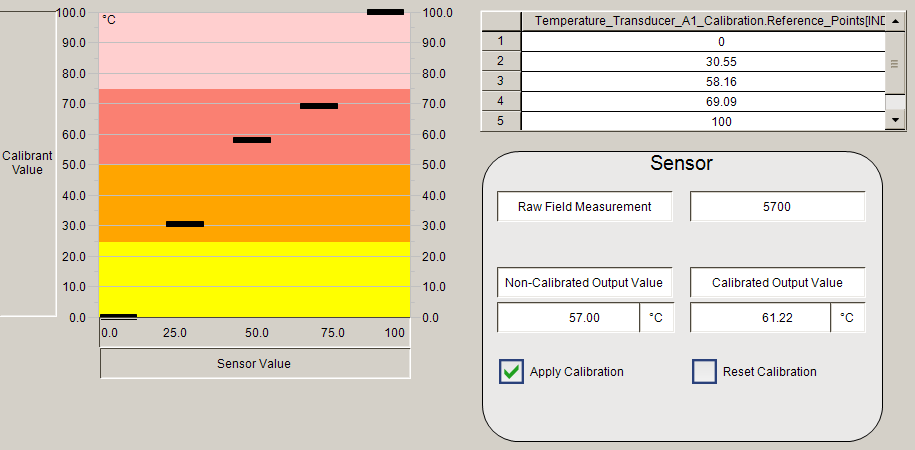 °C
100.0
90.0
80.0
70.0
60.0
50.0
40.0
30.0
20.0
10.0
0.0
Calibrant
Value
100.0
90.0
80.0
70.0
60.0
50.0
40.0
30.0
20.0
10.0
0.0
0.0 25.0 50.0 75.0 100
Sensor Value
Temperature_Transducer_A1_Calibration.Reference_Points[IND
1 0
2 30.55
3 58.16
4 69.09
5 100
Sensor
Raw Field Measurement 5700
Non-Calibrated Output Value Calibrated Output Value
57.00 °C 61.22 °C
Apply Calibration Reset Calibration